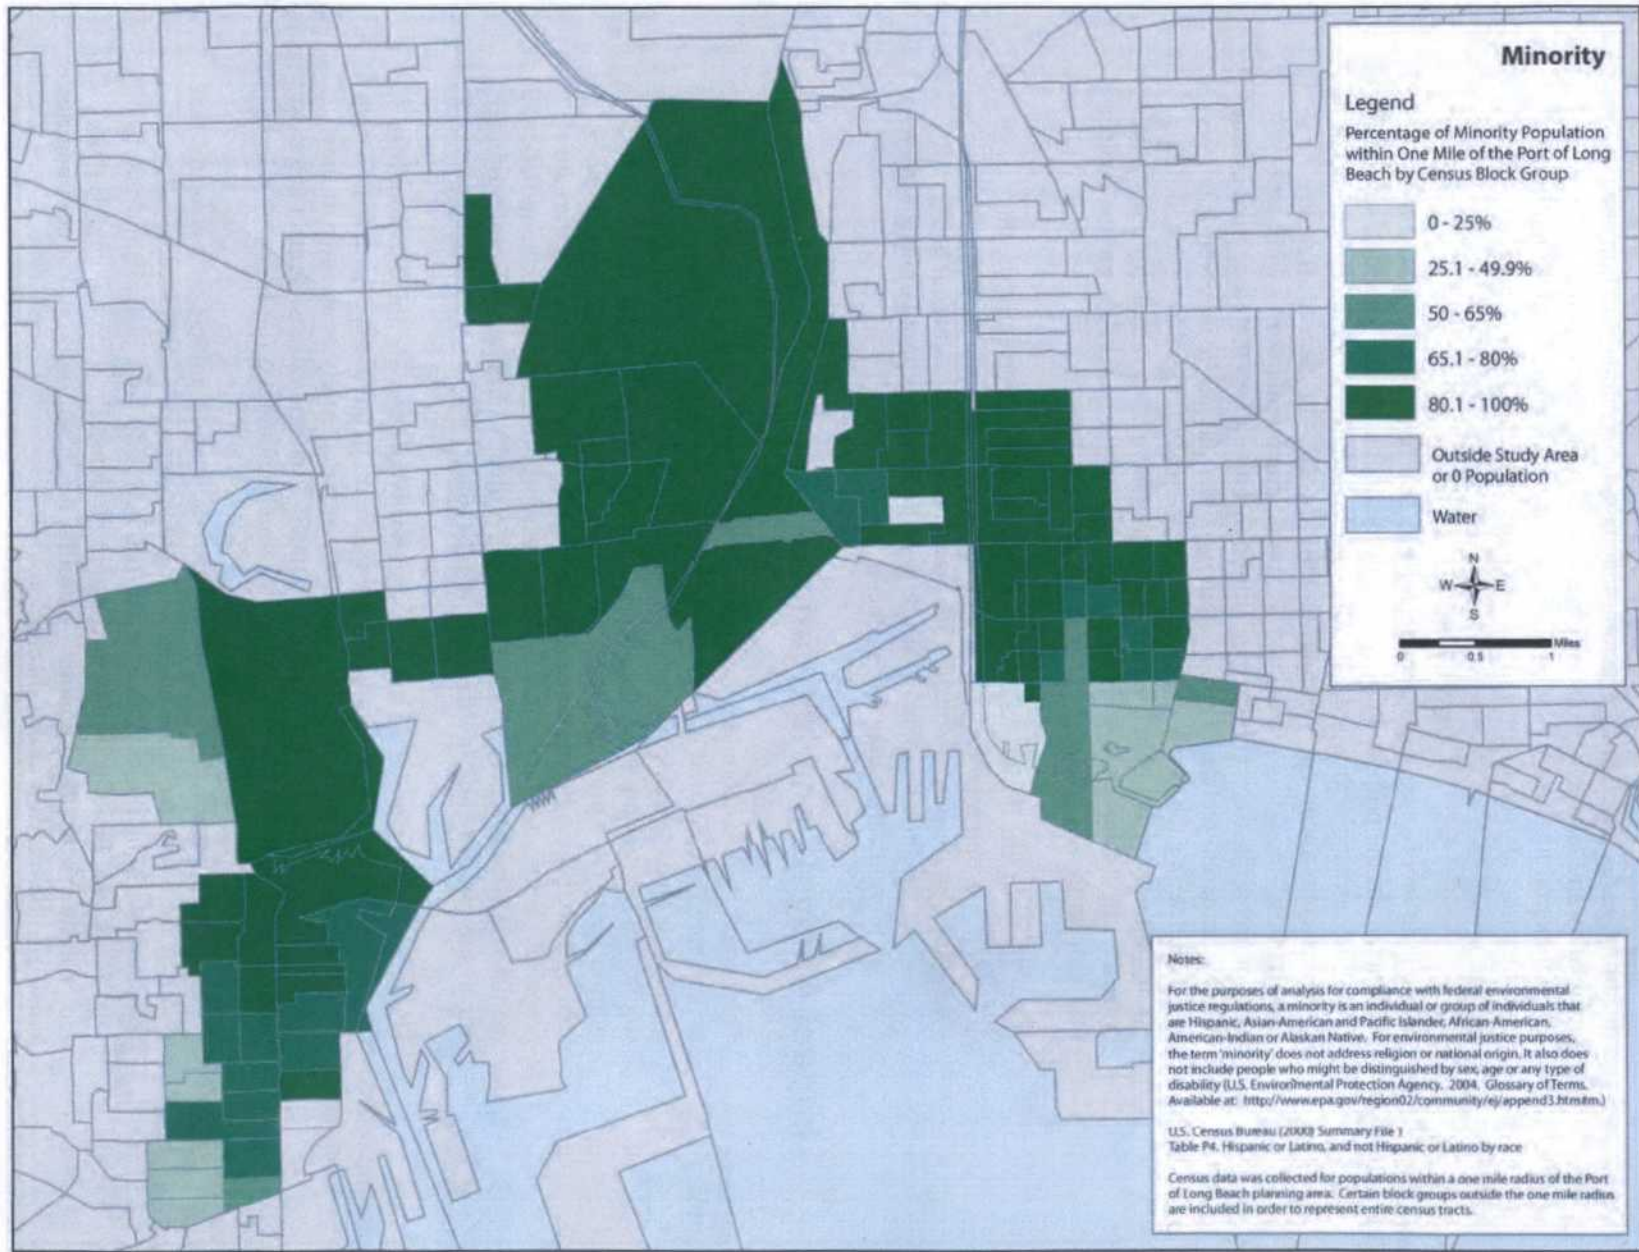 Minority
Legend
Percentage of Minority Population
within One Mile of the Port of Long
Beach by Census Block Group
0 - 25%
25.1 - 49.9%
50 - 65%
65.1 - 80%
80.1 - 100%
Outside Study Area
or 0 Population
Water
N
W E
S
Miles
0 0.5 1
Notes:
For the purposes of analysis for compliance with federal environmental
justice regulations, a minority is an individual or group of individuals that
are Hispanic, Asian-American and Pacific Islander, African-American,
American-Indian or Alaskan Native. For environmental justice purposes,
the term 'minority' does not address religion or national origin. It also does
not include people who might be distinguished by sex, age or any type of
disability (U.S. Environmental Protection Agency. 2004. Glossary of Terms.
Available at: http://www.epa.gov/region02/community/ej/append3.htm#m.)
U.S. Census Bureau (2000) Summary File 1
Table P4. Hispanic or Latino, and not Hispanic or Latino by race
Census data was collected for populations within a one mile radius of the Port
of Long Beach planning area. Certain block groups outside the one mile radius
are included in order to represent entire census tracts.